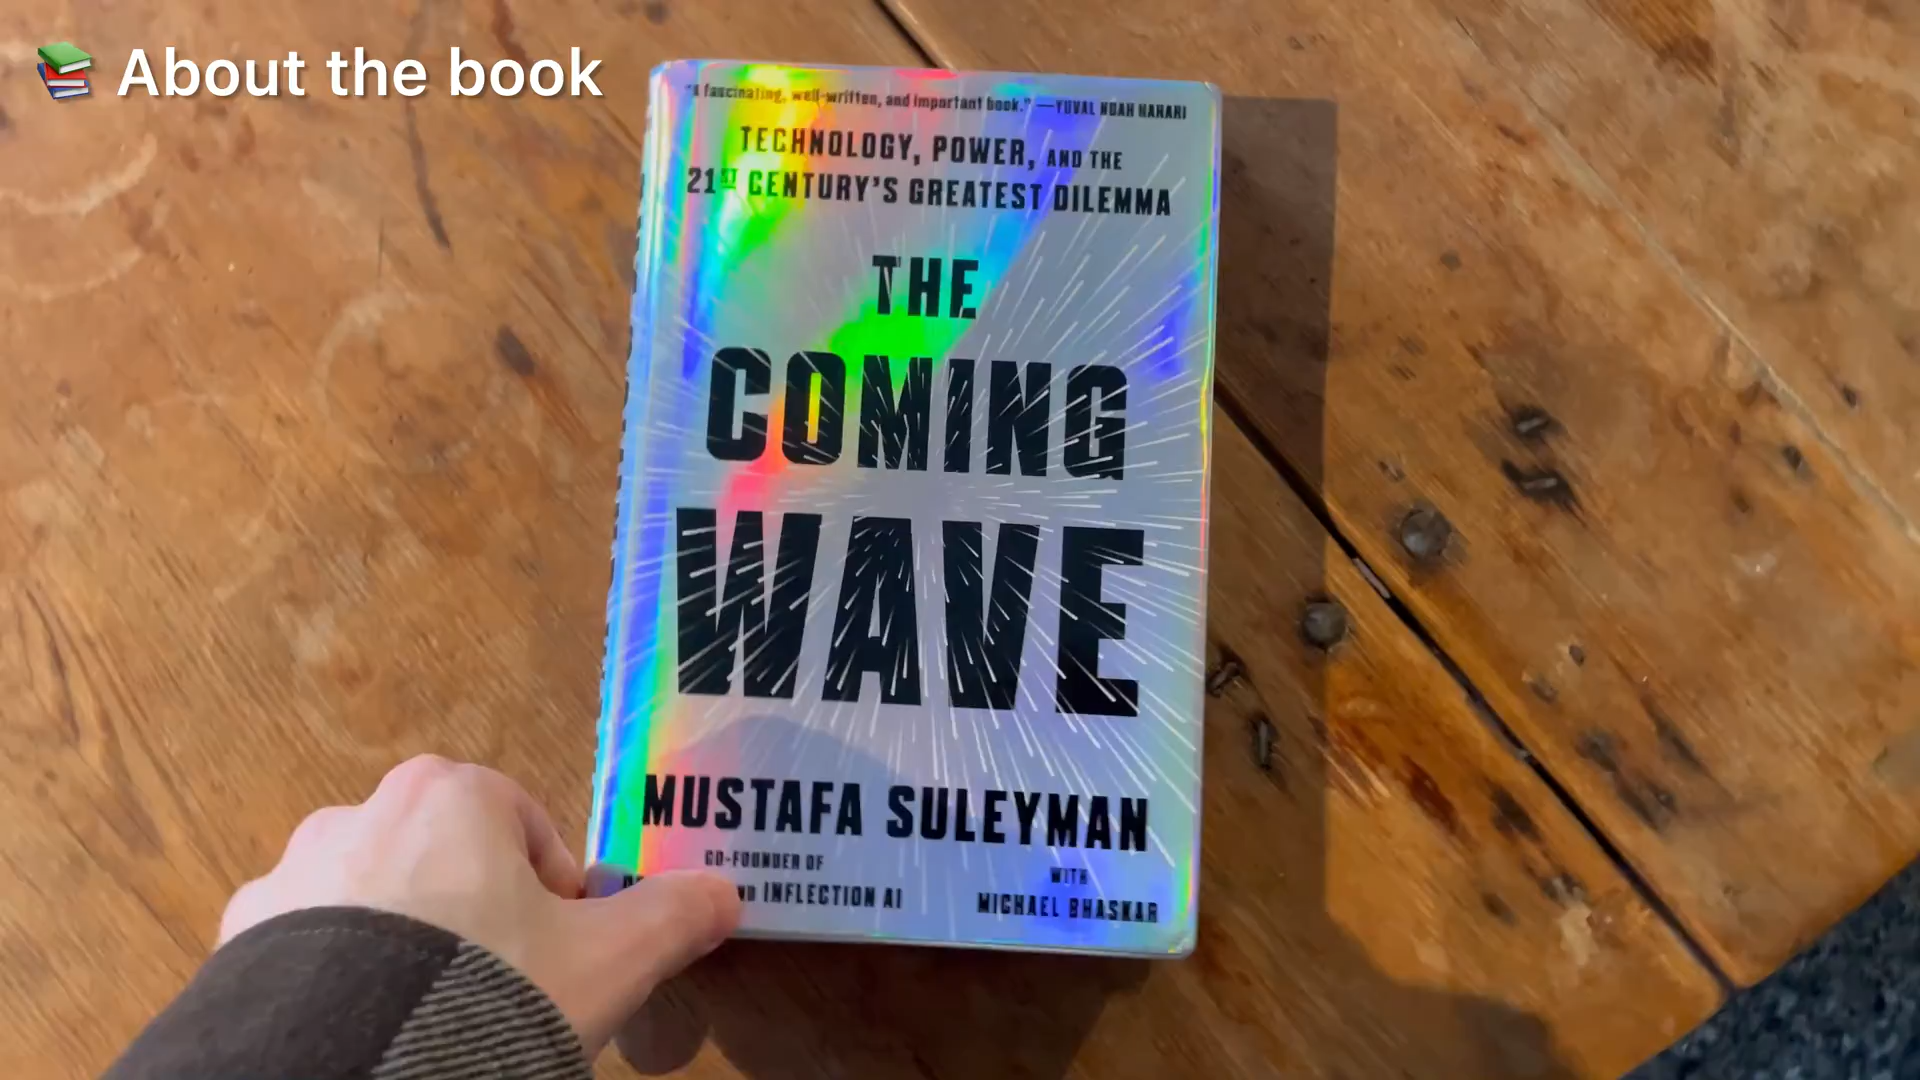 📚 About the book
"a fascinating, well-written, and important book." —YUVAL NOAH HARARI
TECHNOLOGY, POWER, AND THE
21ST CENTURY'S GREATEST DILEMMA
THE
COMING
WAVE
MUSTAFA SULEYMAN
CO-FOUNDER OF
AND INFLECTION AI
WITH
MICHAEL BHASKAR